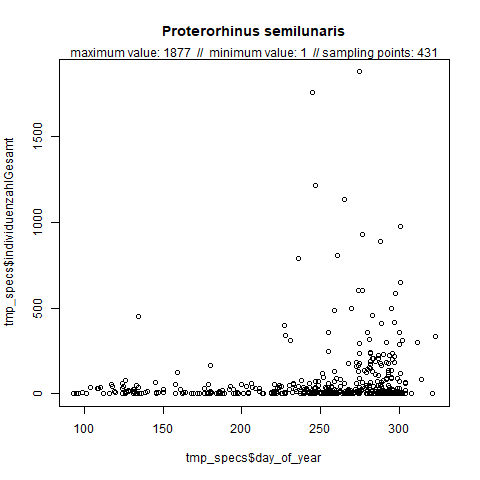 Proterorhinus semilunaris
maximum value: 1877 // minimum value: 1 // sampling points: 431
tmp_specs$individuenzahlGesamt
1500
1000
500
0
100 150 200 250 300
tmp_specs$day_of_year